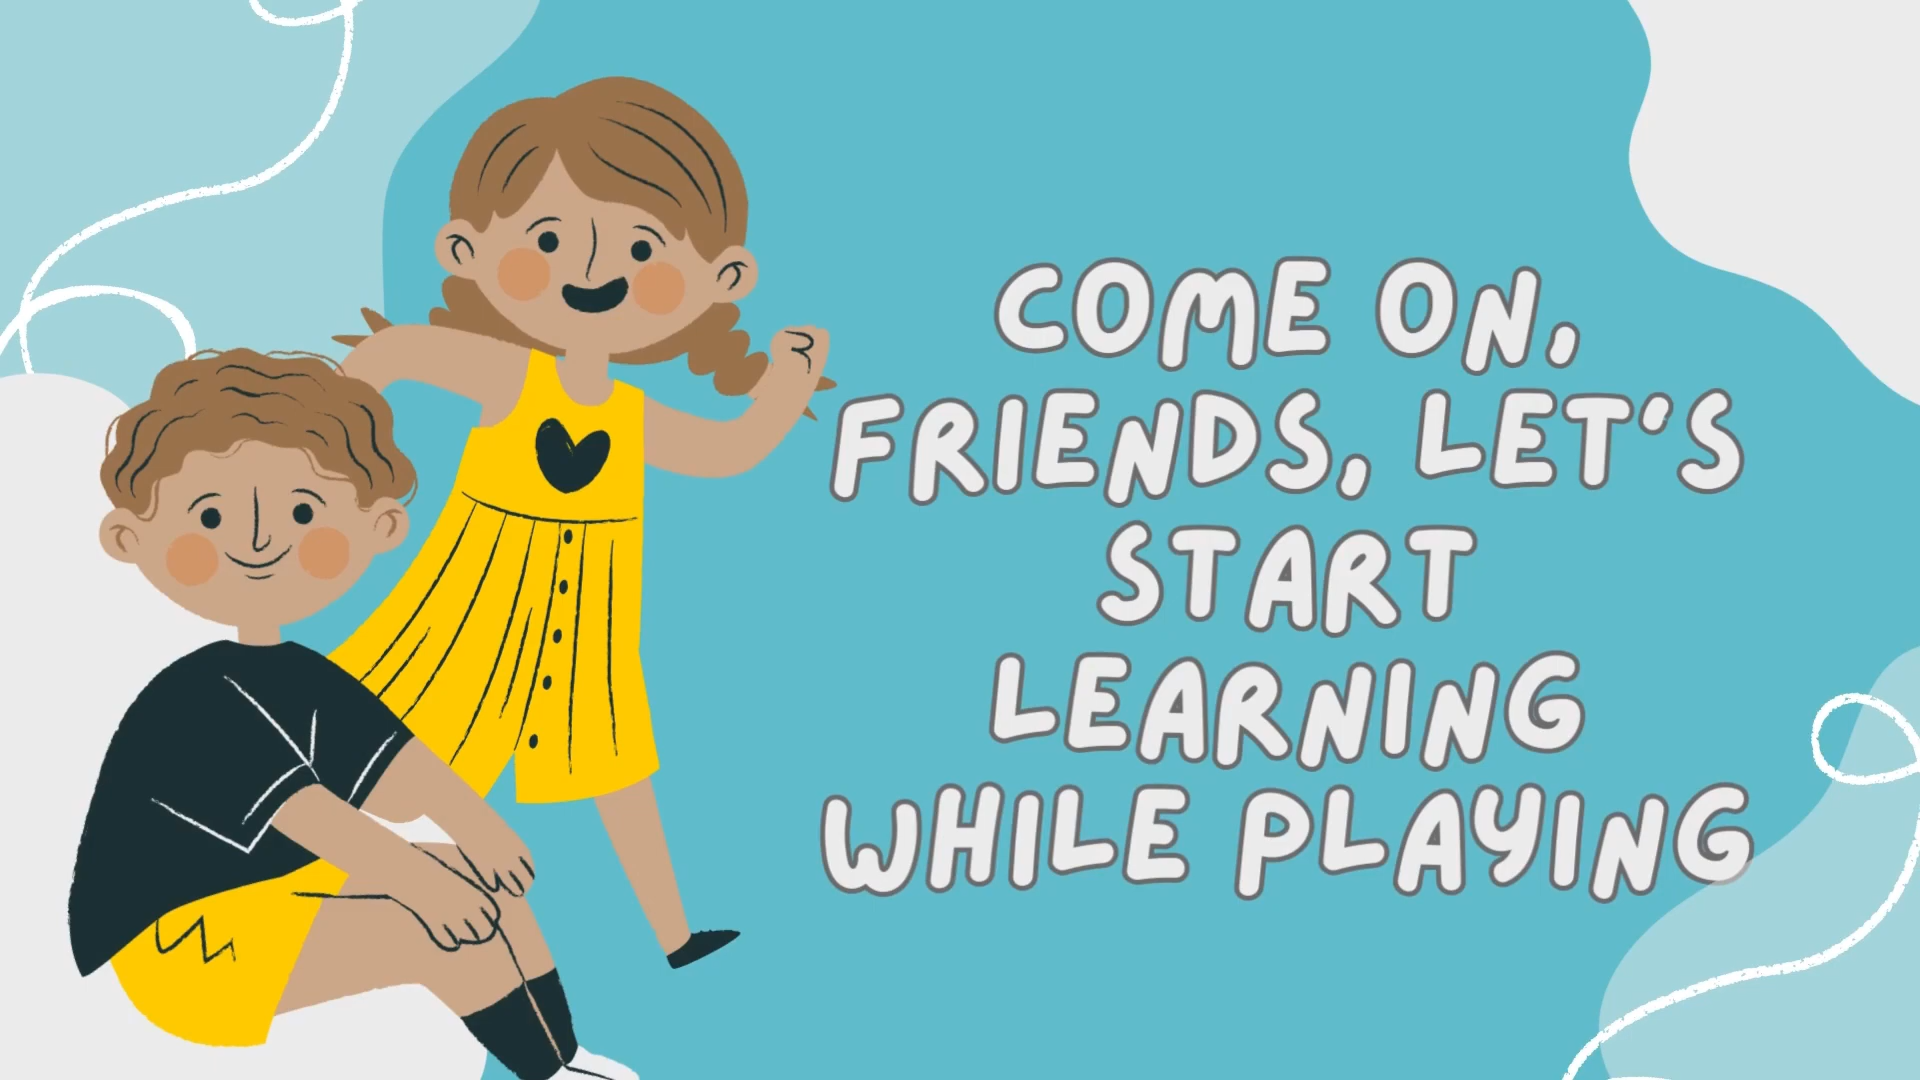 COME ON,
FRIENDS, LET'S
START
LEARNING
WHILE PLAYING